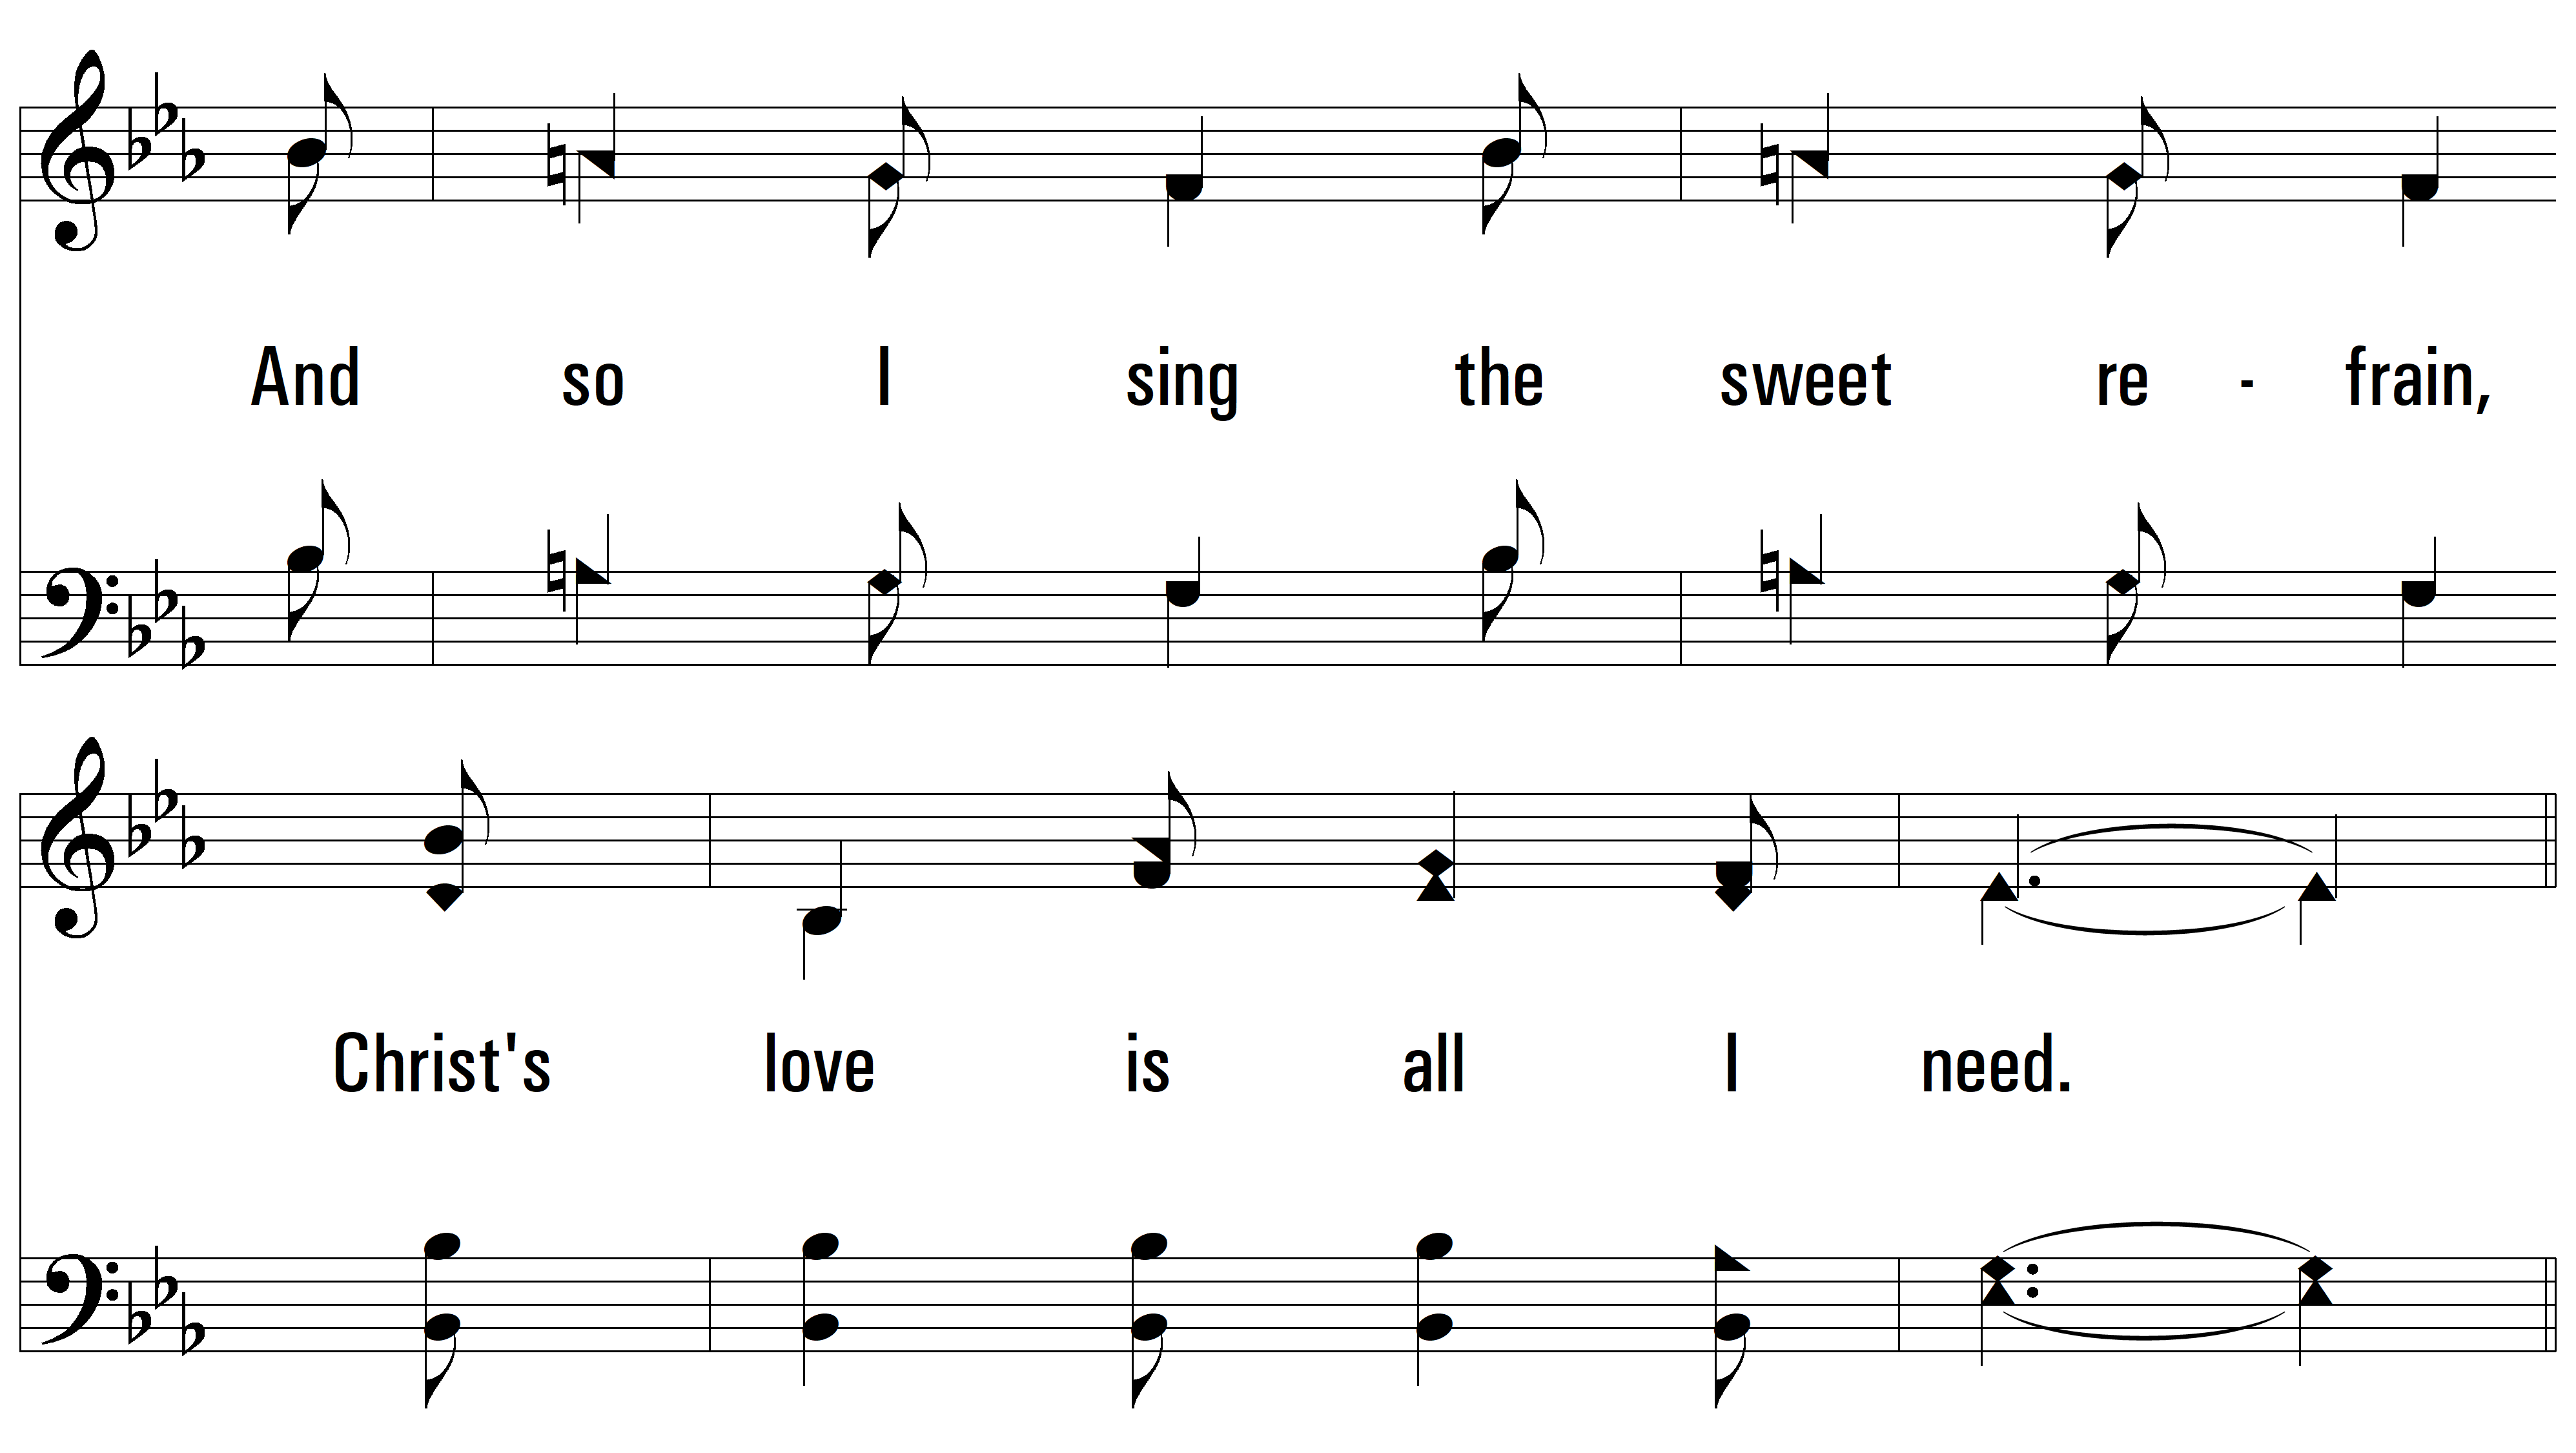 And so I sing the sweet re - frain,
Christ's love is all I need.